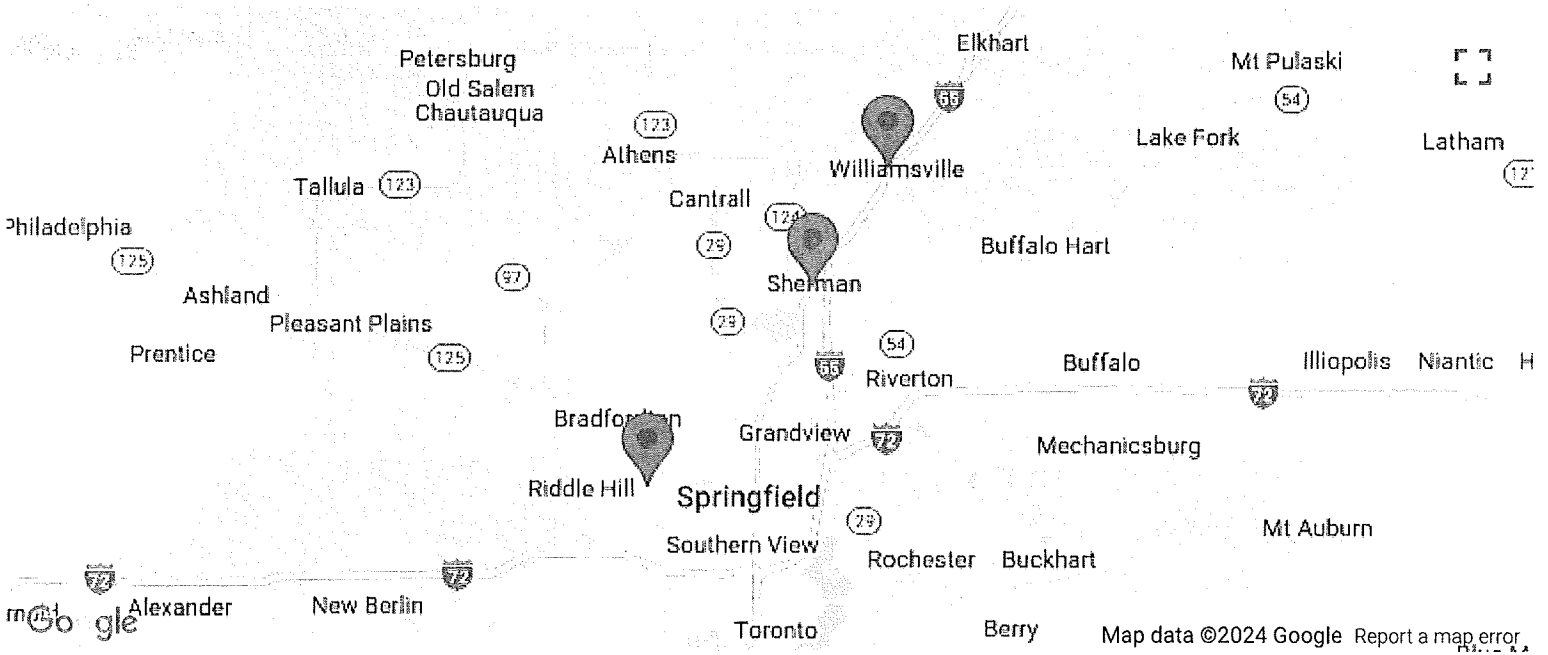 Elkhart
Petersburg
Mt Pulaski
Old Salem
Chautauqua
55
54
123
Lake Fork
Latham
Athens
Williamsville
Tallula
123
Cantrall
124
Philadelphia
29
Buffalo Hart
125
97
Sherman
Ashland
Pleasant Plains
29
Prentice
125
54
55
Riverton
Buffalo
Illiopolis
Niantic
H
72
Grandview
72
Mechanicsburg
Riddle Hill
Springfield
29
Mt Auburn
Southern View
Rochester
Buckhart
72
72
Alexander
New Berlin
Google
Toronto
Berry
Map data ©2024 Google
Report a map error